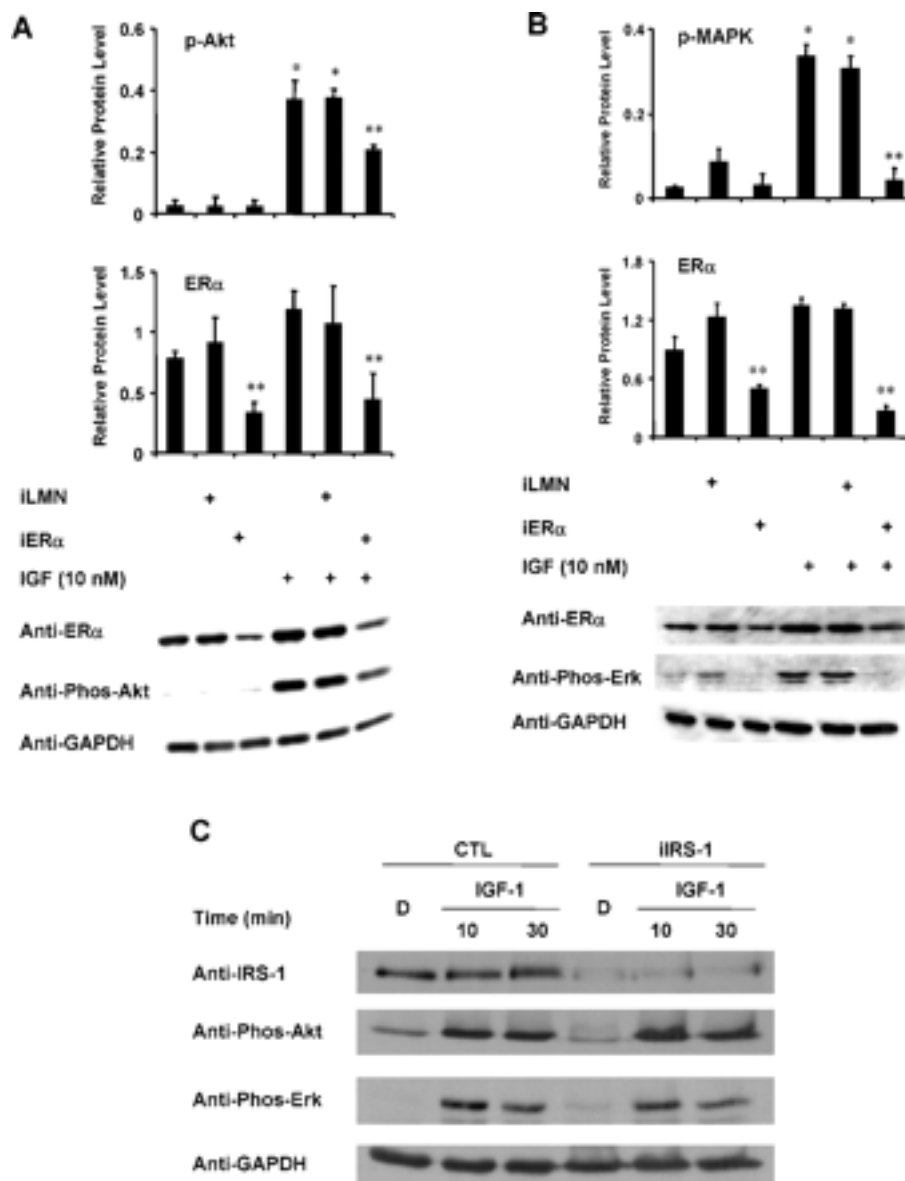 A
p-Akt
Relative Protein Level
0.6
0.4
0.2
0
*
*
**
ERα
Relative Protein Level
1.5
1
0.5
0
**
**
iLMN + +
iERα + +
IGF (10 nM) + + +
Anti-ERα
Anti-Phos-Akt
Anti-GAPDH
B
p-MAPK
Relative Protein Level
0.4
0.2
0
*
*
**
ERα
Relative Protein Level
1.8
1.2
0.6
0
**
**
iLMN + +
iERα + +
IGF (10 nM) + + +
Anti-ERα
Anti-Phos-Erk
Anti-GAPDH
C
CTL iIRS-1
D IGF-1 D IGF-1
Time (min) 10 30 10 30
Anti-IRS-1
Anti-Phos-Akt
Anti-Phos-Erk
Anti-GAPDH